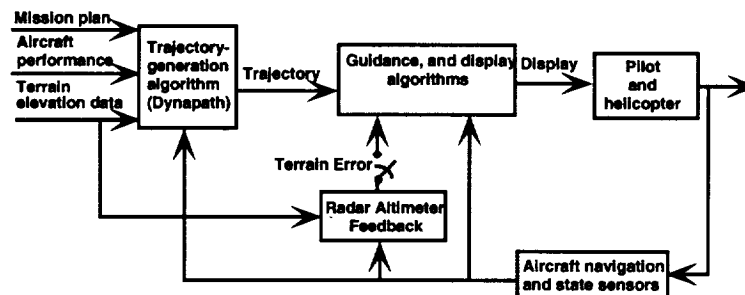 Mission plan
Aircraft
performance
Terrain
elevation data
Trajectory-
generation
algorithm
(Dynapath)
Trajectory
Guidance, and display
algorithms
Display
Pilot
and
helicopter
Terrain Error
Radar Altimeter
Feedback
Aircraft navigation
and state sensors